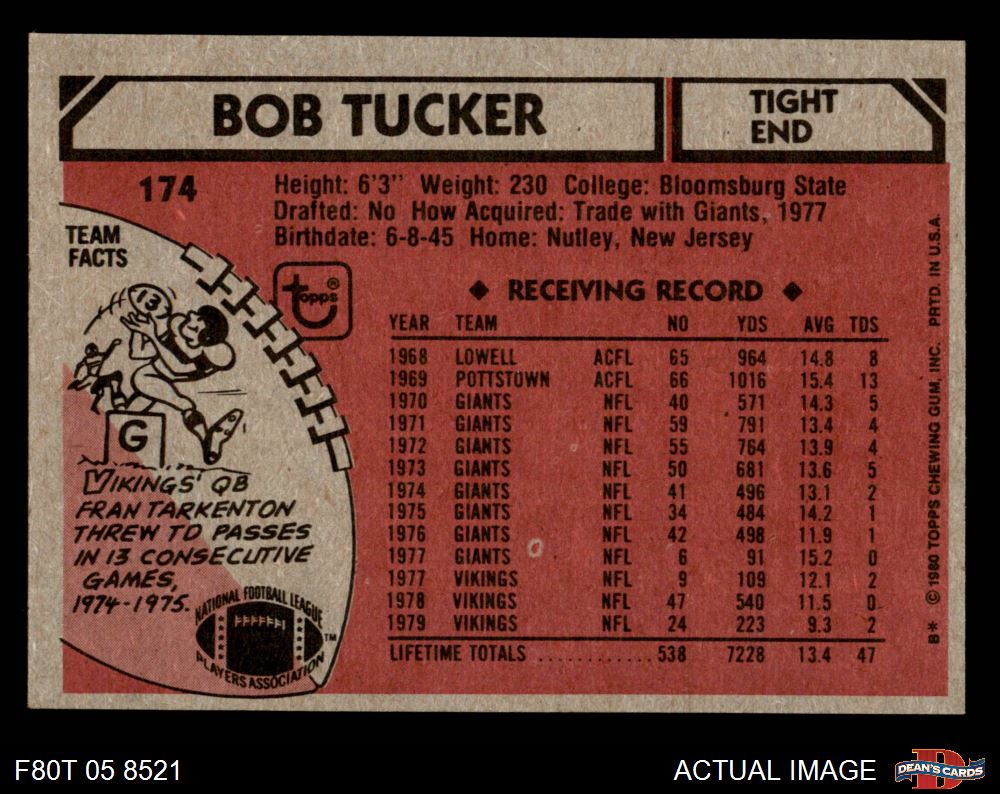 BOB TUCKER
TIGHT
END
174
Height: 6'3" Weight: 230 College: Bloomsburg State
Drafted: No How Acquired: Trade with Giants, 1977
Birthdate: 6-8-45 Home: Nutley, New Jersey
TEAM
FACTS
13
G
VIKINGS' QB
FRAN TARKENTON
THREW TD PASSES
IN 13 CONSECUTIVE
GAMES,
1974-1975.
NATIONAL FOOTBALL LEAGUE
PLAYERS ASSOCIATION
™
topps®
◆ RECEIVING RECORD ◆
YEAR TEAM NO YDS AVG TDS
1968 LOWELL ACFL 65 964 14.8 8
1969 POTTSTOWN ACFL 66 1016 15.4 13
1970 GIANTS NFL 40 571 14.3 5
1971 GIANTS NFL 59 791 13.4 4
1972 GIANTS NFL 55 764 13.9 4
1973 GIANTS NFL 50 681 13.6 5
1974 GIANTS NFL 41 496 13.1 2
1975 GIANTS NFL 34 484 14.2 1
1976 GIANTS NFL 42 498 11.9 1
1977 GIANTS NFL 6 91 15.2 0
1977 VIKINGS NFL 9 109 12.1 2
1978 VIKINGS NFL 47 540 11.5 0
1979 VIKINGS NFL 24 223 9.3 2
LIFETIME TOTALS ............ 538 7228 13.4 47
B* © 1980 TOPPS CHEWING GUM, INC. PRTD. IN U.S.A.
F80T 05 8521
ACTUAL IMAGE
D
DEAN'S CARDS